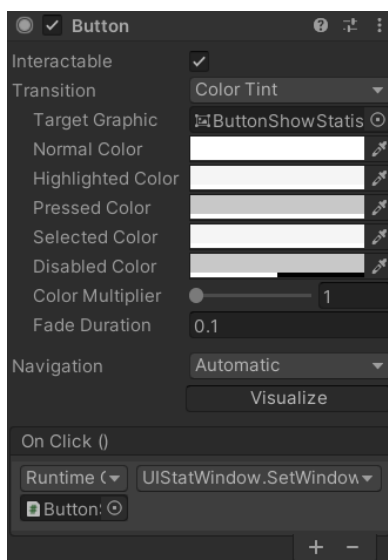 Button
Interactable
Transition Color Tint
Target Graphic ButtonShowStatis
Normal Color
Highlighted Color
Pressed Color
Selected Color
Disabled Color
Color Multiplier 1
Fade Duration 0.1
Navigation Automatic
Visualize
On Click ()
Runtime UIStatWindow.SetWindow
Button